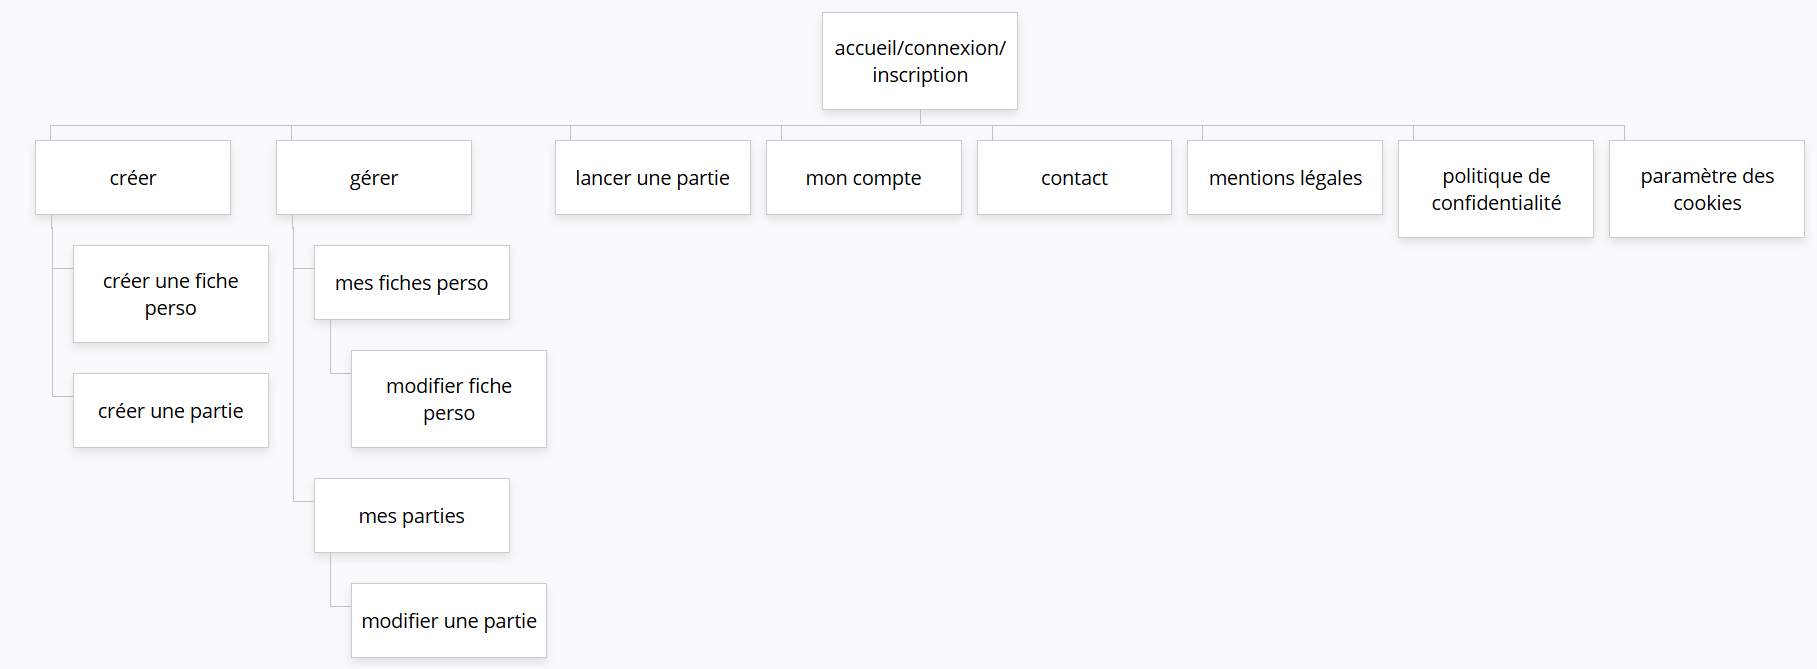 accueil/connexion/
inscription
créer
gérer
lancer une partie
mon compte
contact
mentions légales
politique de
confidentialité
paramètre des
cookies
créer une fiche
perso
créer une partie
mes fiches perso
modifier fiche
perso
mes parties
modifier une partie